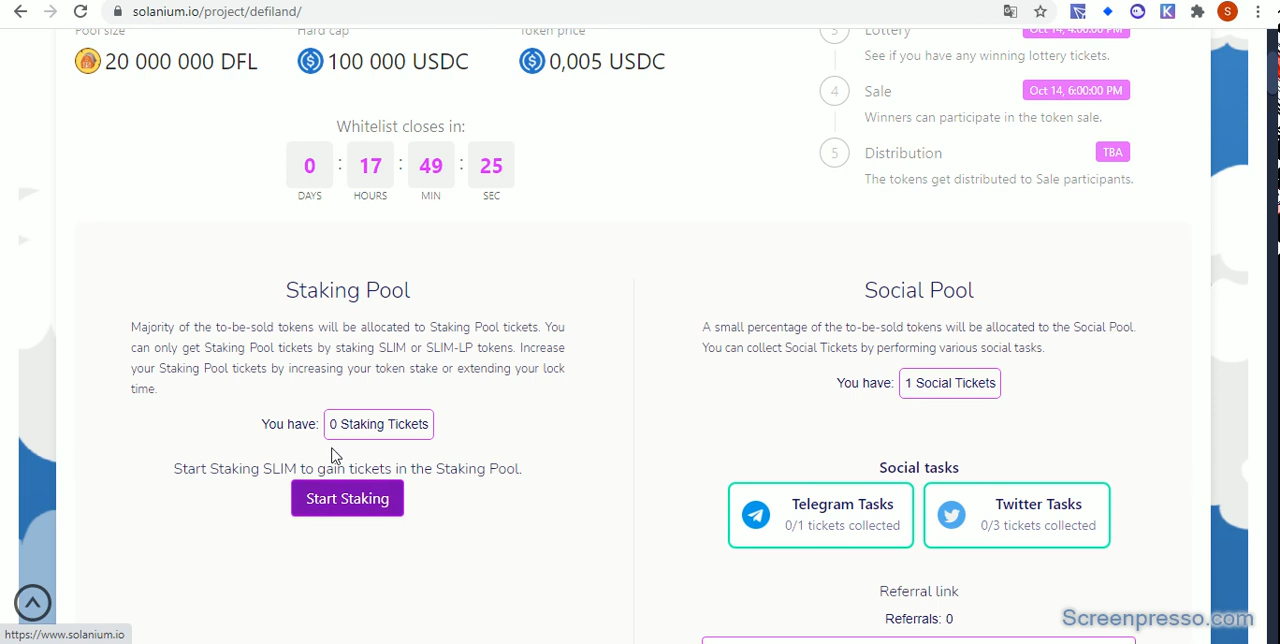 solanium.io/project/defiland/
S
K
Pool size
Hard cap
Token price
20 000 000 DFL
100 000 USDC
0,005 USDC
Whitelist closes in:
0 : 17 : 49 : 25
DAYS HOURS MIN SEC
3 Lottery Oct 14, 4:00:00 PM
See if you have any winning lottery tickets.
4 Sale Oct 14, 6:00:00 PM
Winners can participate in the token sale.
5 Distribution TBA
The tokens get distributed to Sale participants.
Staking Pool
Majority of the to-be-sold tokens will be allocated to Staking Pool tickets. You
can only get Staking Pool tickets by staking SLIM or SLIM-LP tokens. Increase
your Staking Pool tickets by increasing your token stake or extending your lock
time.
You have: 0 Staking Tickets
Start Staking SLIM to gain tickets in the Staking Pool.
Start Staking
Social Pool
A small percentage of the to-be-sold tokens will be allocated to the Social Pool.
You can collect Social Tickets by performing various social tasks.
You have: 1 Social Tickets
Social tasks
Telegram Tasks
0/1 tickets collected
Twitter Tasks
0/3 tickets collected
Referral link
Referrals: 0
Screenpresso.com
https://www.solanium.io